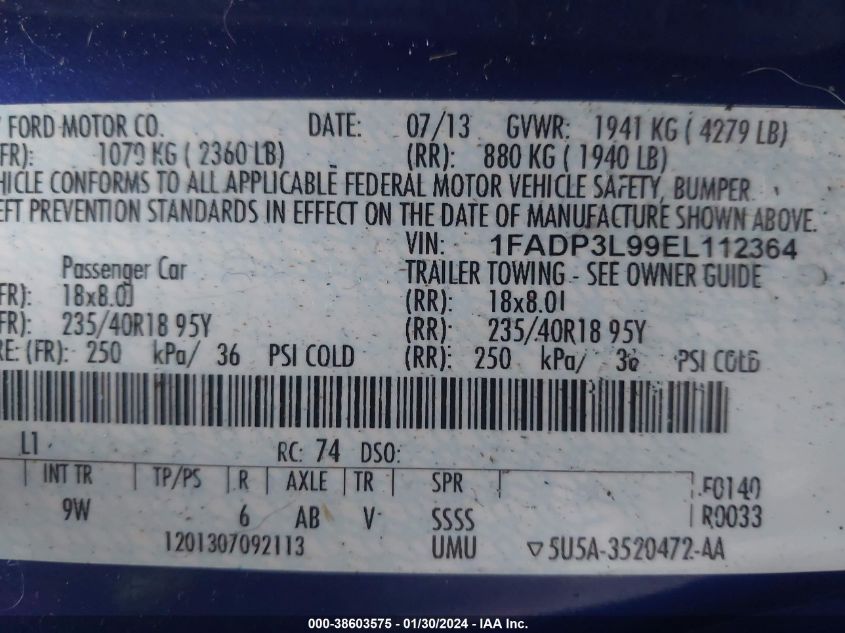 FORD MOTOR CO. DATE: 07/13 GVWR: 1941 KG ( 4279 LB)
FR): 1079 KG ( 2360 LB) (RR): 880 KG ( 1940 LB)
HICLE CONFORMS TO ALL APPLICABLE FEDERAL MOTOR VEHICLE SAFETY, BUMPER
EFT PREVENTION STANDARDS IN EFFECT ON THE DATE OF MANUFACTURE SHOWN ABOVE.
VIN: 1FADP3L99EL112364
Passenger Car TRAILER TOWING - SEE OWNER GUIDE
FR): 18x8.0J (RR): 18x8.0J
FR): 235/40R18 95Y (RR): 235/40R18 95Y
RE: (FR): 250 kPa/ 36 PSI COLD (RR): 250 kPa/ 36 PSI COLD
L1 RC: 74 DSO:
INT TR TP/PS R AXLE TR SPR F0140
9W 6 AB V SSSS R0033
1201307092113 UMU ▽5U5A-3520472-AA
000-38603575 - 01/30/2024 - IAA Inc.